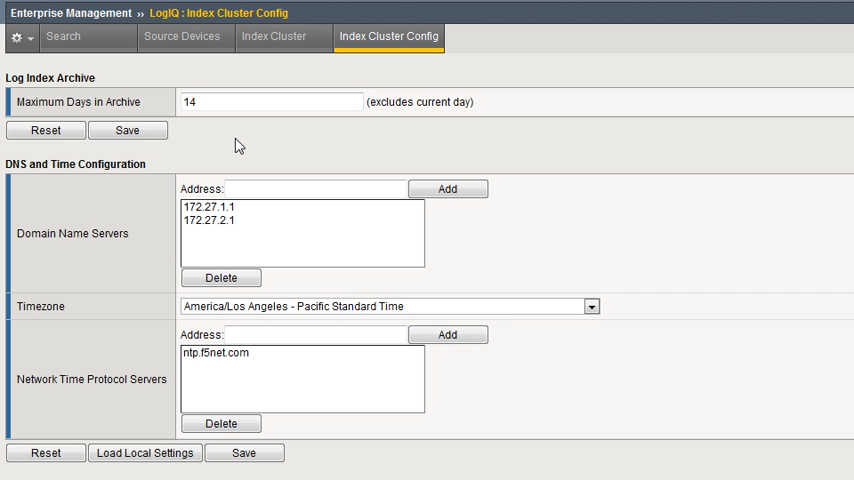 Enterprise Management ›› LogIQ : Index Cluster Config
Search Source Devices Index Cluster Index Cluster Config
Log Index Archive
Maximum Days in Archive 14 (excludes current day)
Reset Save
DNS and Time Configuration
Address: Add
172.27.1.1
172.27.2.1
Domain Name Servers
Delete
Timezone America/Los Angeles - Pacific Standard Time
Address: Add
ntp.f5net.com
Network Time Protocol Servers
Delete
Reset Load Local Settings Save